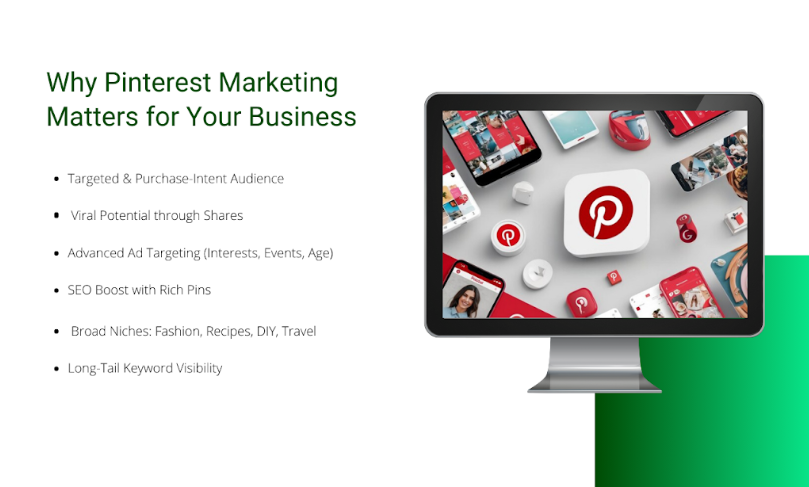 Why Pinterest Marketing
Matters for Your Business
• Targeted & Purchase-Intent Audience
• Viral Potential through Shares
• Advanced Ad Targeting (Interests, Events, Age)
• SEO Boost with Rich Pins
• Broad Niches: Fashion, Recipes, DIY, Travel
• Long-Tail Keyword Visibility